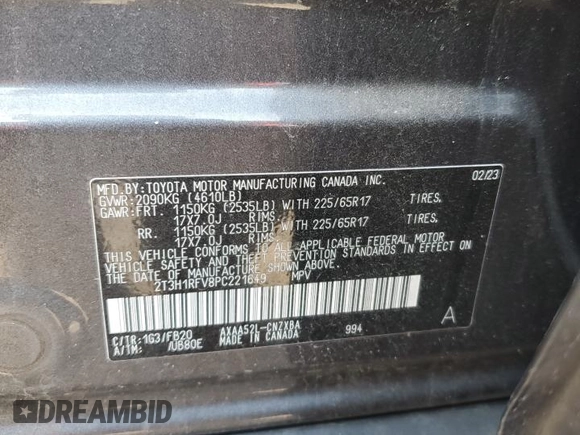 MFD.BY:TOYOTA MOTOR MANUFACTURING CANADA INC. 02/23
GVWR:2090KG (4610LB)
GAWR:FRT. 1150KG (2535LB) WITH 225/65R17 TIRES.
17X7.0J RIMS
RR. 1150KG (2535LB) WITH 225/65R17 TIRES.
17X7.0J RIMS
THIS VEHICLE CONFORMS TO ALL APPLICABLE FEDERAL MOTOR
VEHICLE SAFETY AND THEFT PREVENTION STANDARDS IN EFFECT ON
THE DATE OF MANUFACTURE SHOWN ABOVE.
2T3H1RFV8PC221649 MPV
A
C/TR:1G3/FB20 AXAA52L-CNZXBA 994
A/TM: /UB80E MADE IN CANADA
DREAMBID